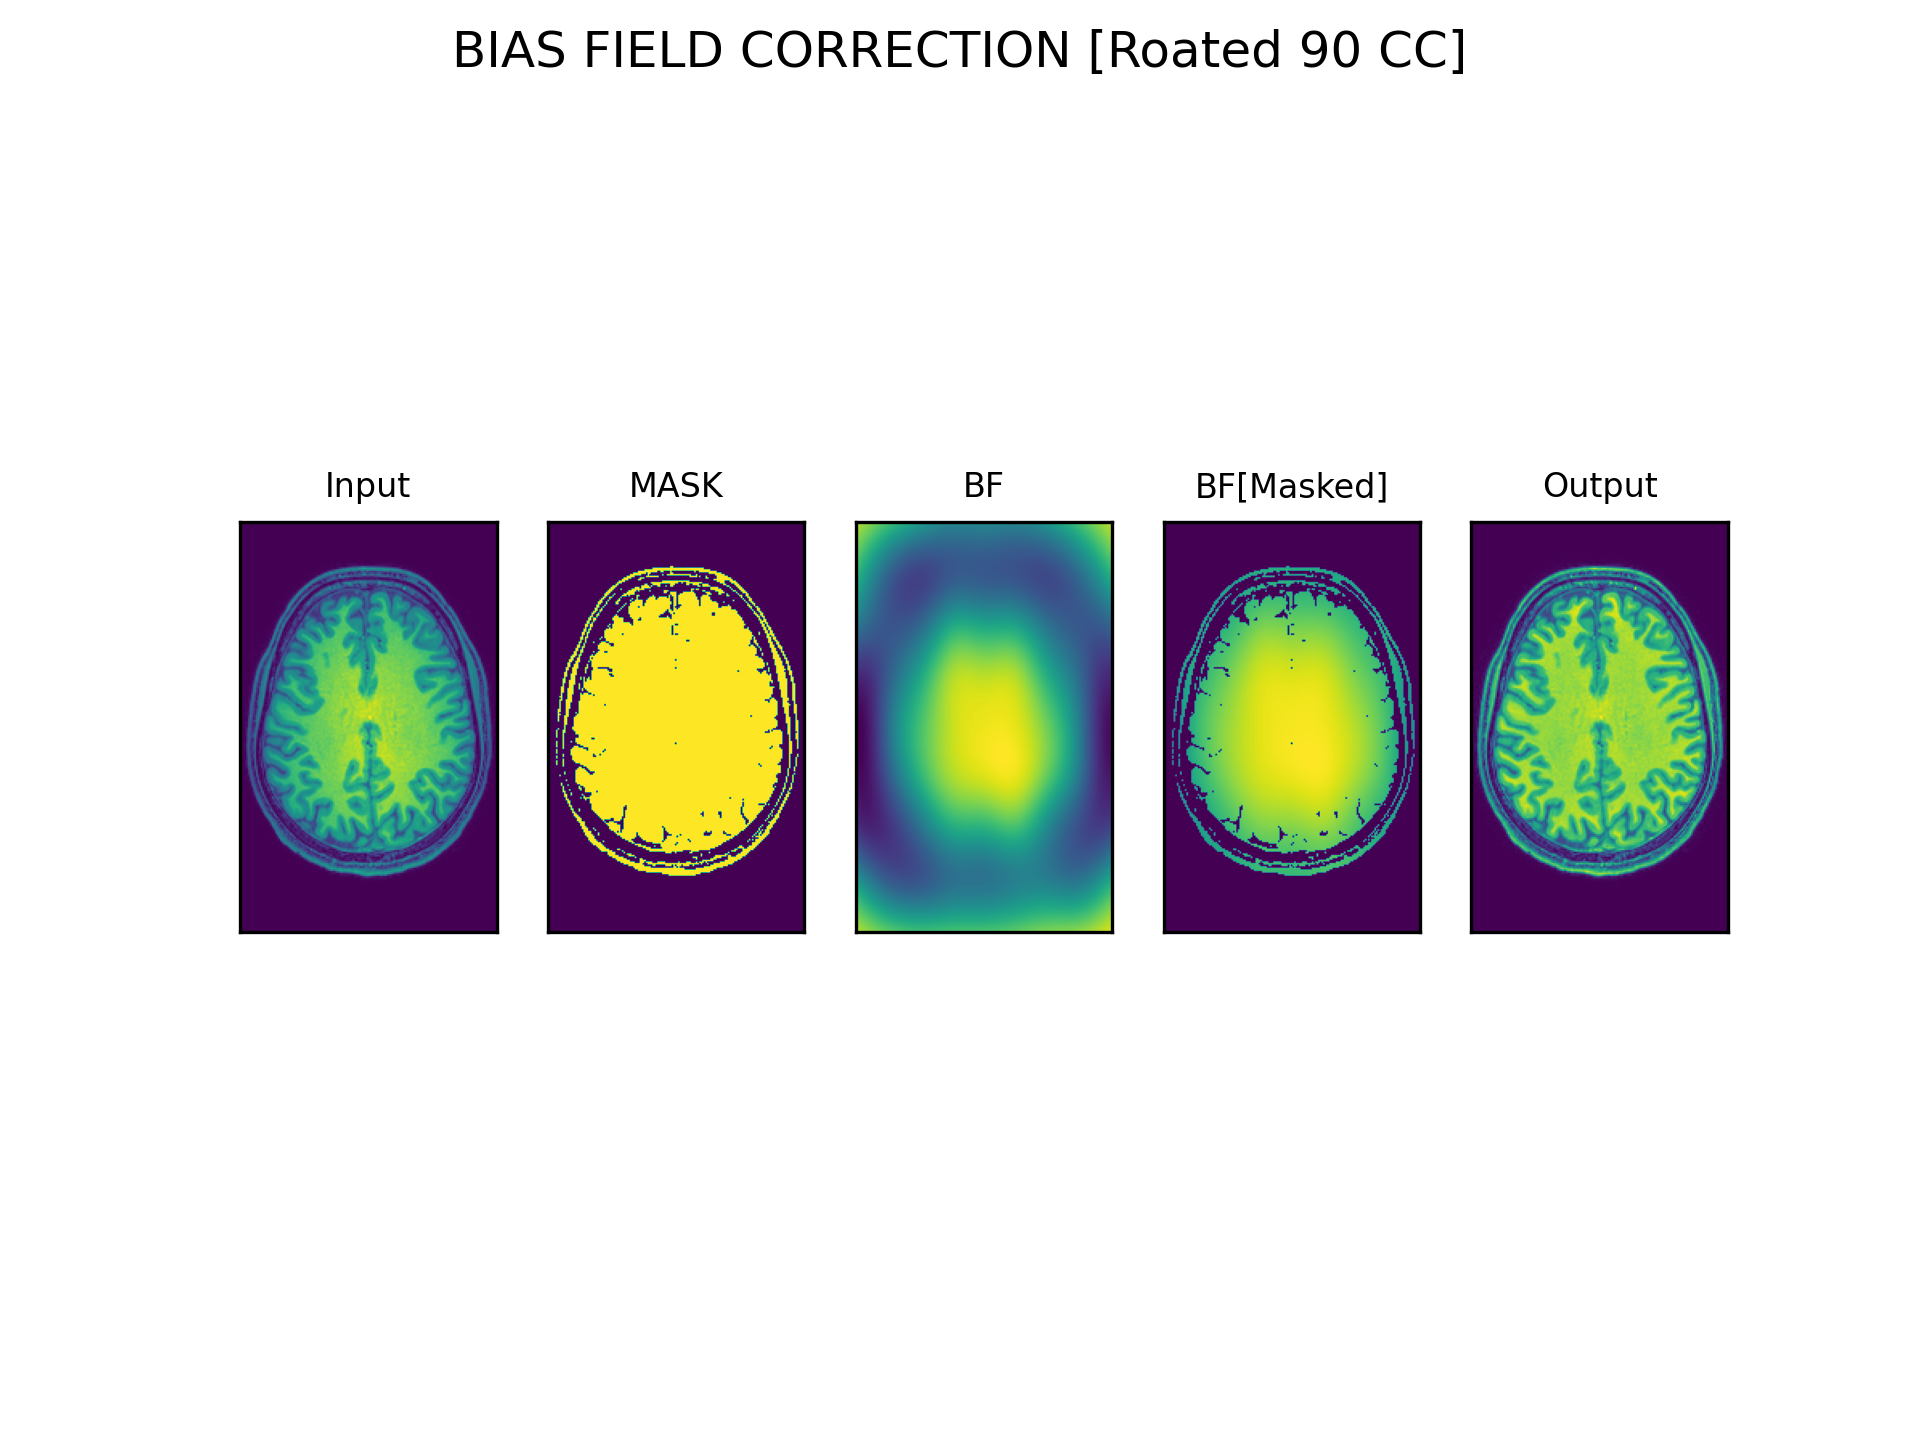 BIAS FIELD CORRECTION [Roated 90 CC]
Input
MASK
BF
BF[Masked]
Output